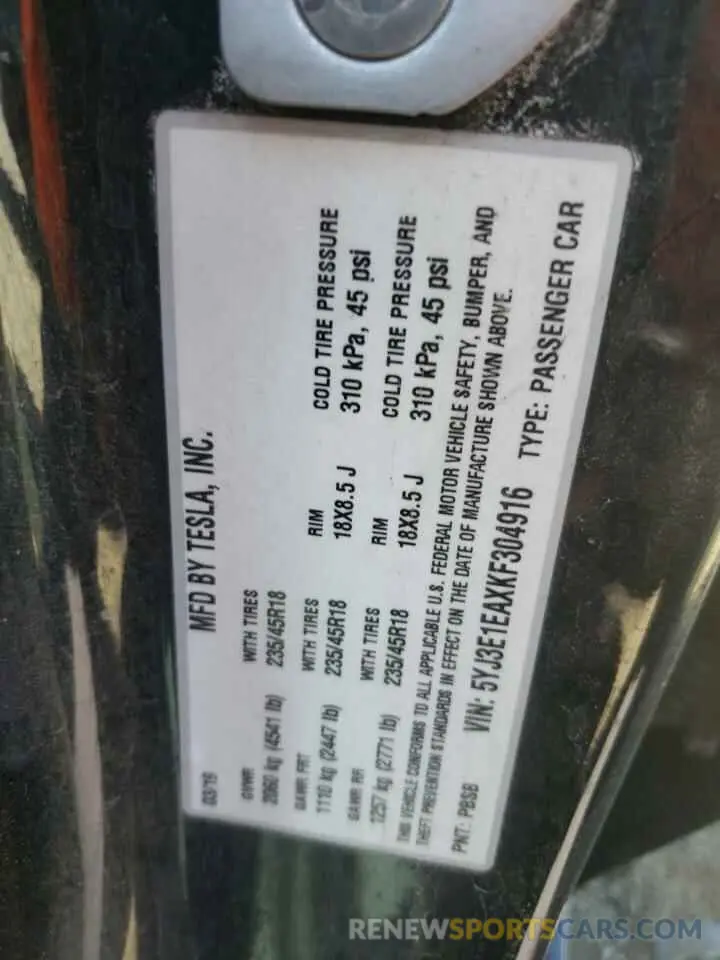 MFD BY TESLA, INC.
03/19
GVWR
2060 kg (4541 lb)
WITH TIRES
235/45R18
GAWR FRT
1110 kg (2447 lb)
WITH TIRES
235/45R18
RIM
18X8.5 J
COLD TIRE PRESSURE
310 kPa, 45 psi
GAWR RR
1257 kg (2771 lb)
WITH TIRES
235/45R18
RIM
18X8.5 J
COLD TIRE PRESSURE
310 kPa, 45 psi
THIS VEHICLE CONFORMS TO ALL APPLICABLE U.S. FEDERAL MOTOR VEHICLE SAFETY, BUMPER, AND
THEFT PREVENTION STANDARDS IN EFFECT ON THE DATE OF MANUFACTURE SHOWN ABOVE.
PNT: PBSB VIN: 5YJ3E1EAXKF304916 TYPE: PASSENGER CAR
RENEWSPORTSCARS.COM